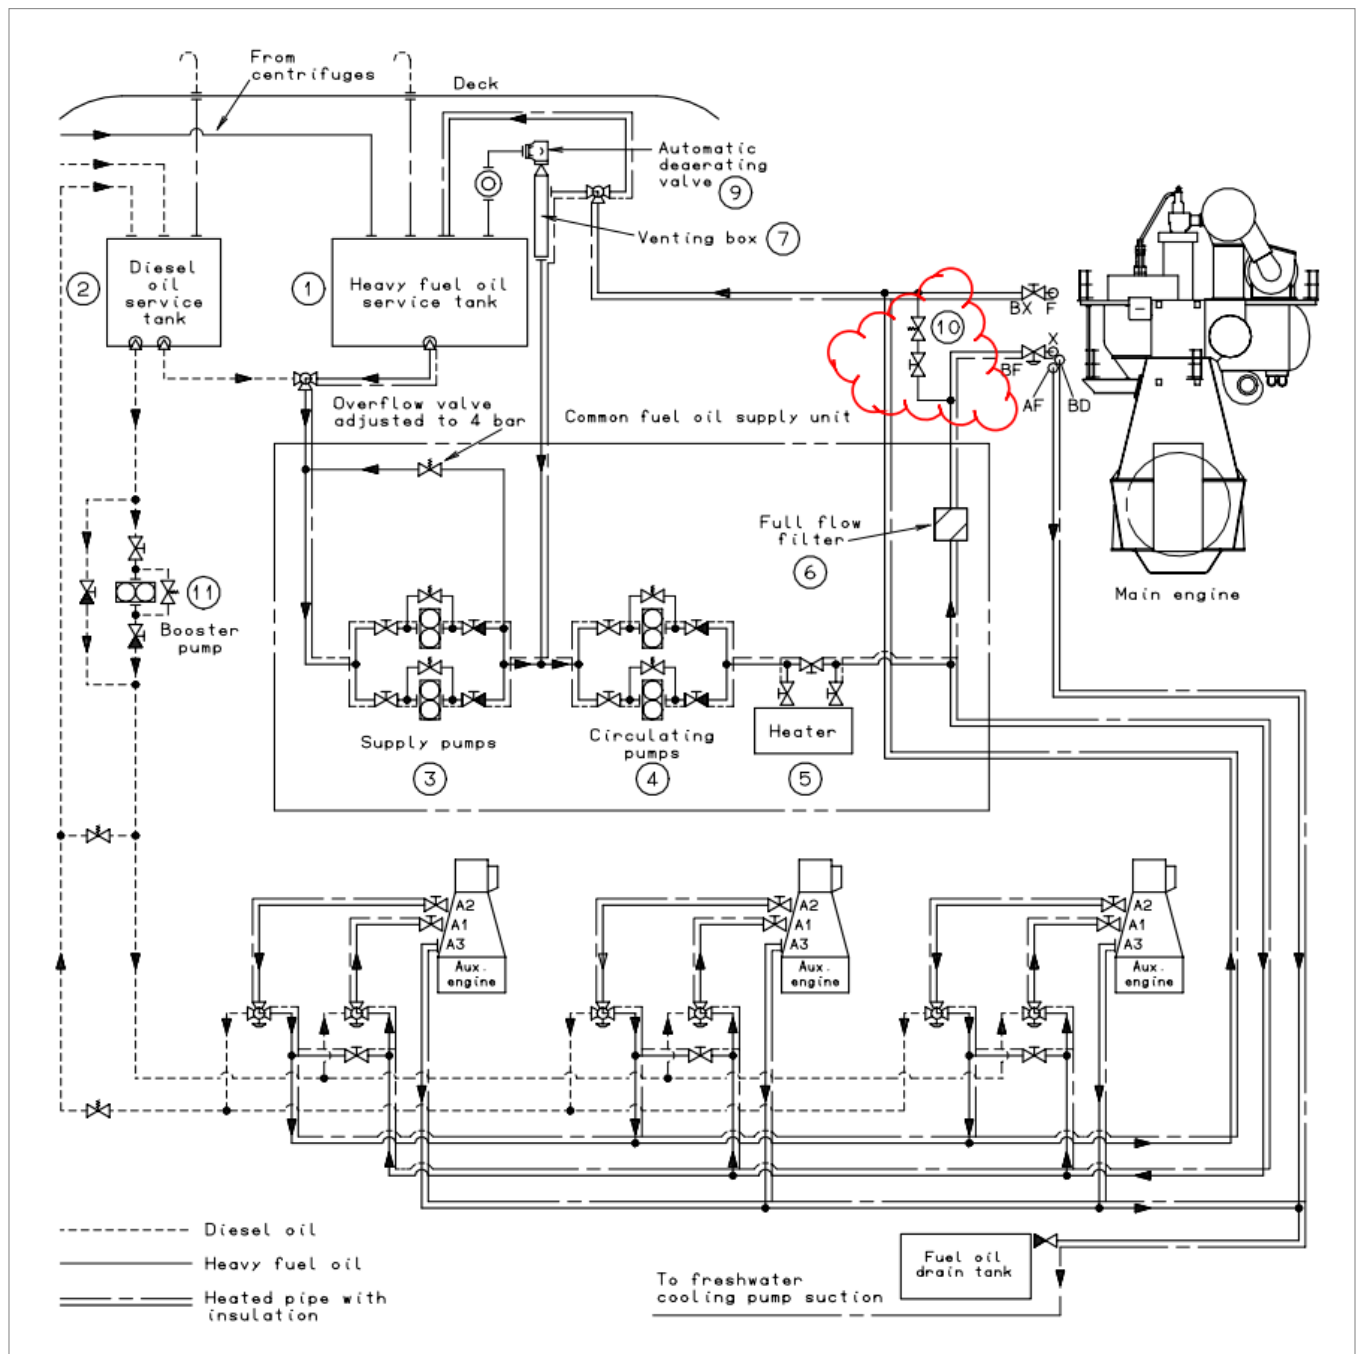 From
centrifuges
Deck
Automatic
deaerating
valve 9
Venting box 7
2
Diesel
oil
service
tank
1
Heavy fuel oil
service tank
10
BX F
X
BF
AF
BD
Overflow valve
adjusted to 4 bar
Common fuel oil supply unit
Full flow
filter
6
Main engine
11
Booster
pump
Supply pumps
3
Circulating
pumps
4
Heater
5
A2
A1
A3
Aux.
engine
A2
A1
A3
Aux.
engine
A2
A1
A3
Aux.
engine
Diesel oil
Heavy fuel oil
Heated pipe with
insulation
Fuel oil
drain tank
To freshwater
cooling pump suction